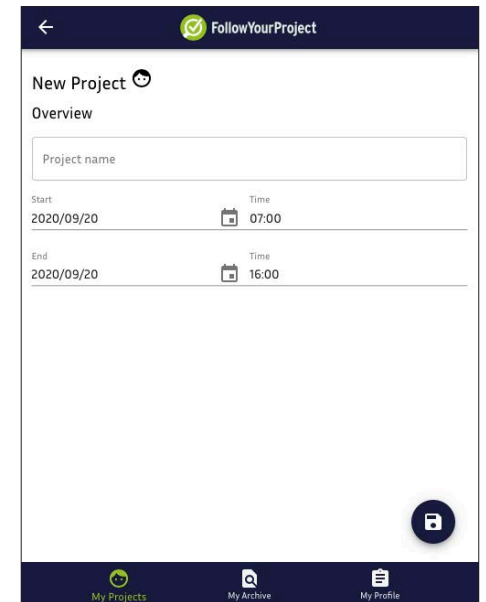 FollowYourProject
New Project
Overview
Project name
Start Time
2020/09/20 07:00
End Time
2020/09/20 16:00
My Projects My Archive My Profile